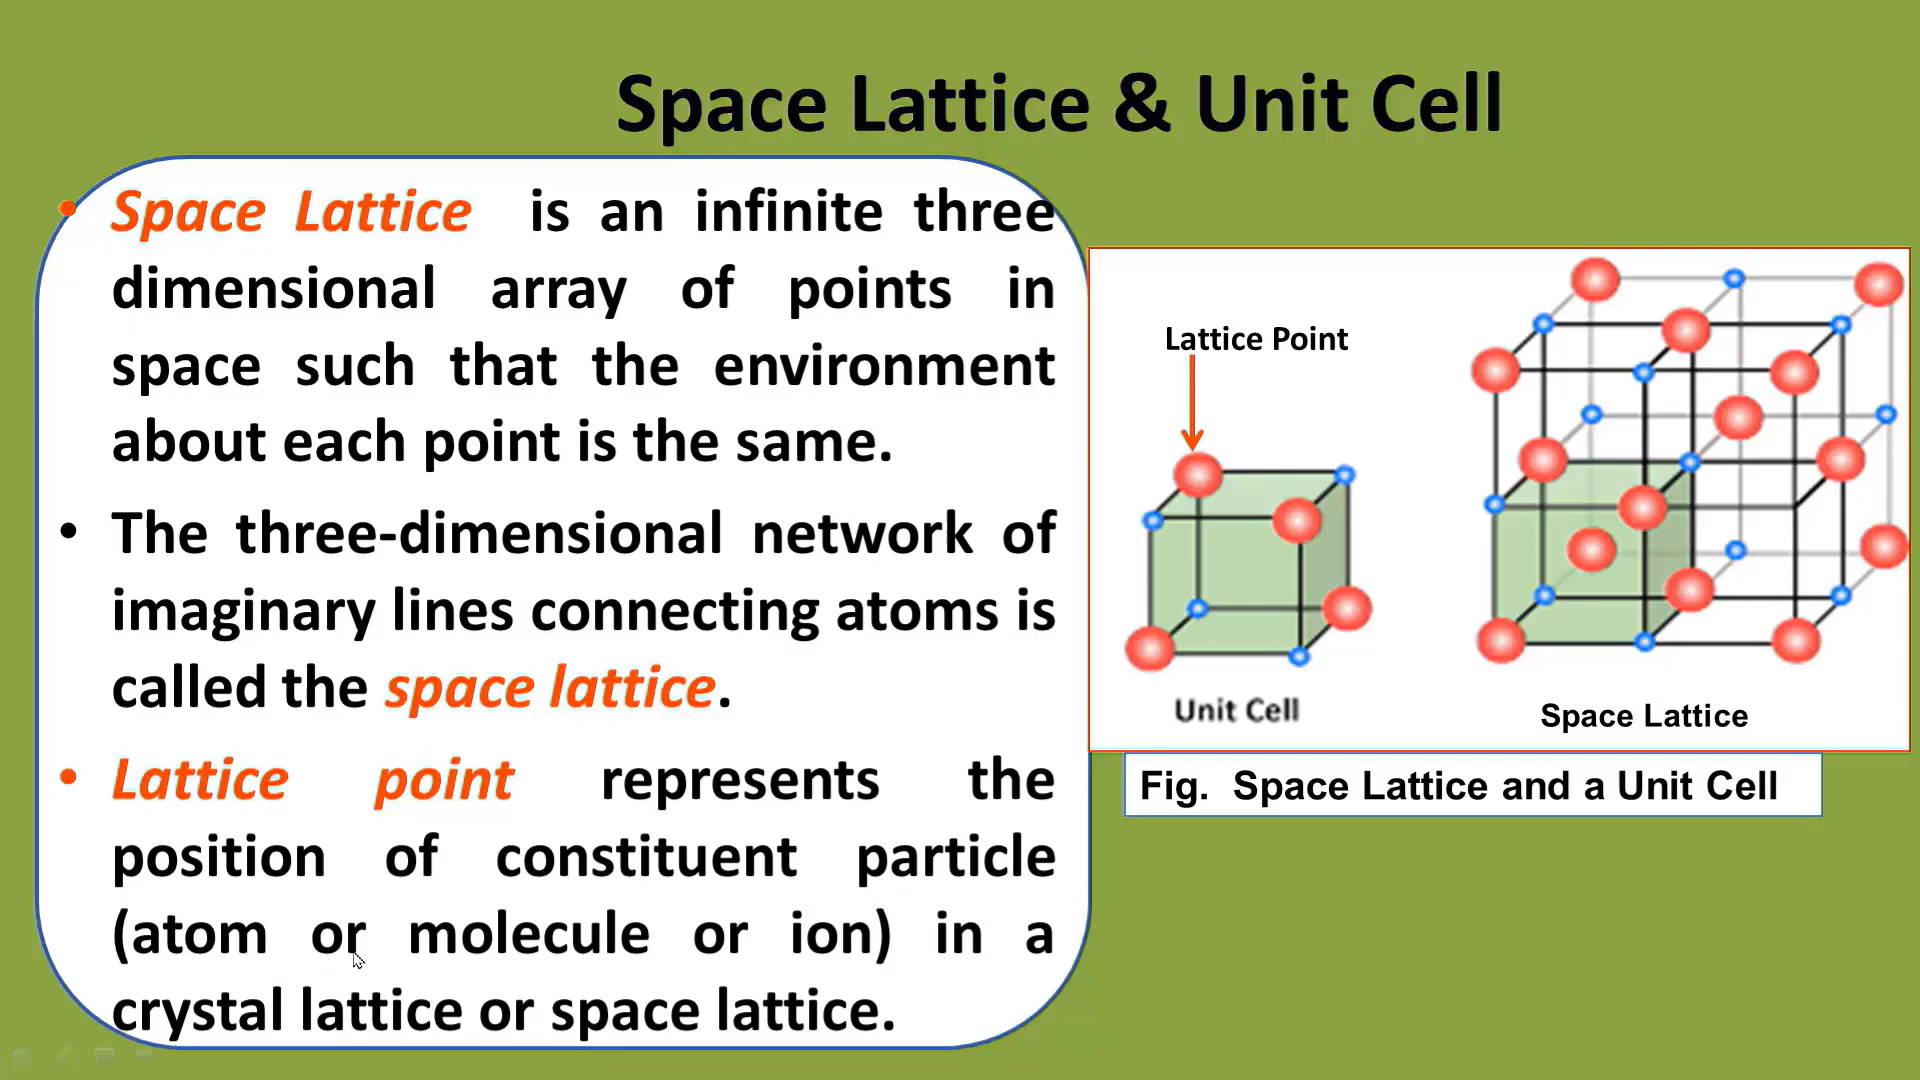 Space Lattice & Unit Cell
• Space Lattice is an infinite three
dimensional array of points in
space such that the environment
about each point is the same.
• The three-dimensional network of
imaginary lines connecting atoms is
called the space lattice.
• Lattice point represents the
position of constituent particle
(atom or molecule or ion) in a
crystal lattice or space lattice.
Lattice Point
Unit Cell
Space Lattice
Fig. Space Lattice and a Unit Cell